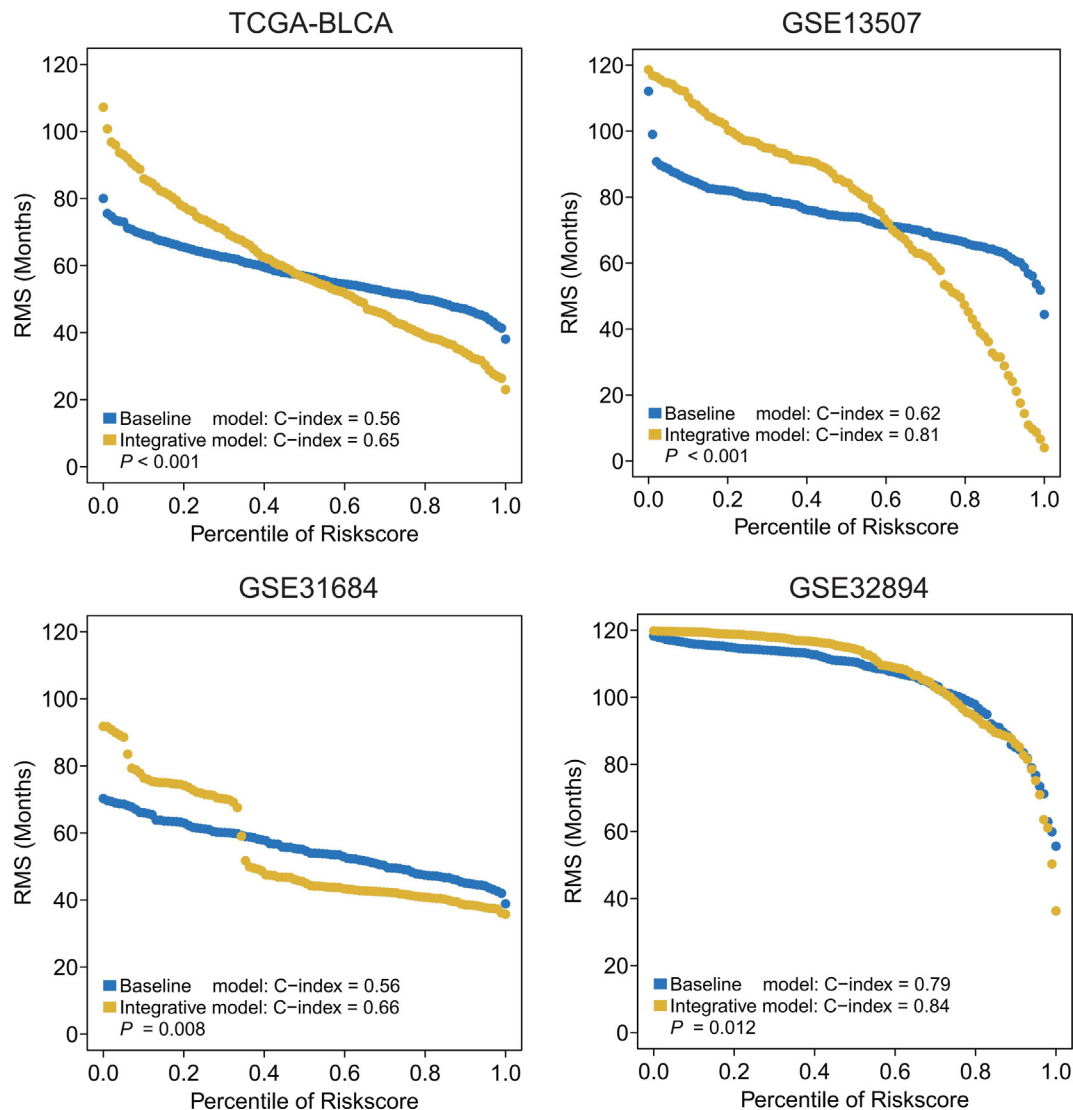 TCGA-BLCA
RMS (Months)
120
100
80
60
40
20
0
Baseline model: C−index = 0.56
Integrative model: C−index = 0.65
P < 0.001
0.0 0.2 0.4 0.6 0.8 1.0
Percentile of Riskscore
GSE13507
RMS (Months)
120
100
80
60
40
20
0
Baseline model: C−index = 0.62
Integrative model: C−index = 0.81
P < 0.001
0.0 0.2 0.4 0.6 0.8 1.0
Percentile of Riskscore
GSE31684
RMS (Months)
120
100
80
60
40
20
0
Baseline model: C−index = 0.56
Integrative model: C−index = 0.66
P = 0.008
0.0 0.2 0.4 0.6 0.8 1.0
Percentile of Riskscore
GSE32894
RMS (Months)
120
100
80
60
40
20
0
Baseline model: C−index = 0.79
Integrative model: C−index = 0.84
P = 0.012
0.0 0.2 0.4 0.6 0.8 1.0
Percentile of Riskscore